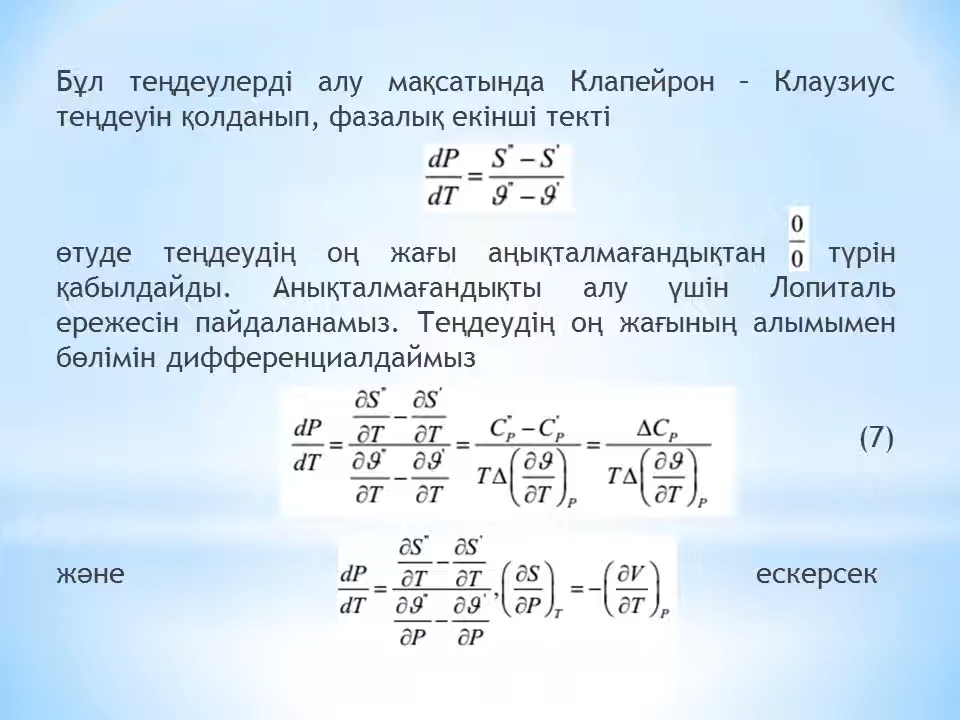 Бұл теңдеулерді алу мақсатында Клапейрон – Клаузиус
теңдеуін қолданып, фазалық екінші текті
dP/dT = (S″ – S′)/(ϑ″ – ϑ′)
өтуде теңдеудің оң жағы аңықталмағандықтан 0/0 түрін
қабылдайды. Анықталмағандықты алу үшін Лопиталь
ережесін пайдаланамыз. Теңдеудің оң жағының алымымен
бөлімін дифференциалдаймыз
dP/dT = (∂S″/∂T – ∂S′/∂T)/(∂ϑ″/∂T – ∂ϑ′/∂T) = (C″_P – C′_P)/(TΔ(∂ϑ/∂T)_P) = ΔC_P/(TΔ(∂ϑ/∂T)_P) (7)
және dP/dT = (∂S″/∂T – ∂S′/∂T)/(∂ϑ″/∂P – ∂ϑ′/∂P), (∂S/∂P)_T = –(∂V/∂T)_P ескерсек